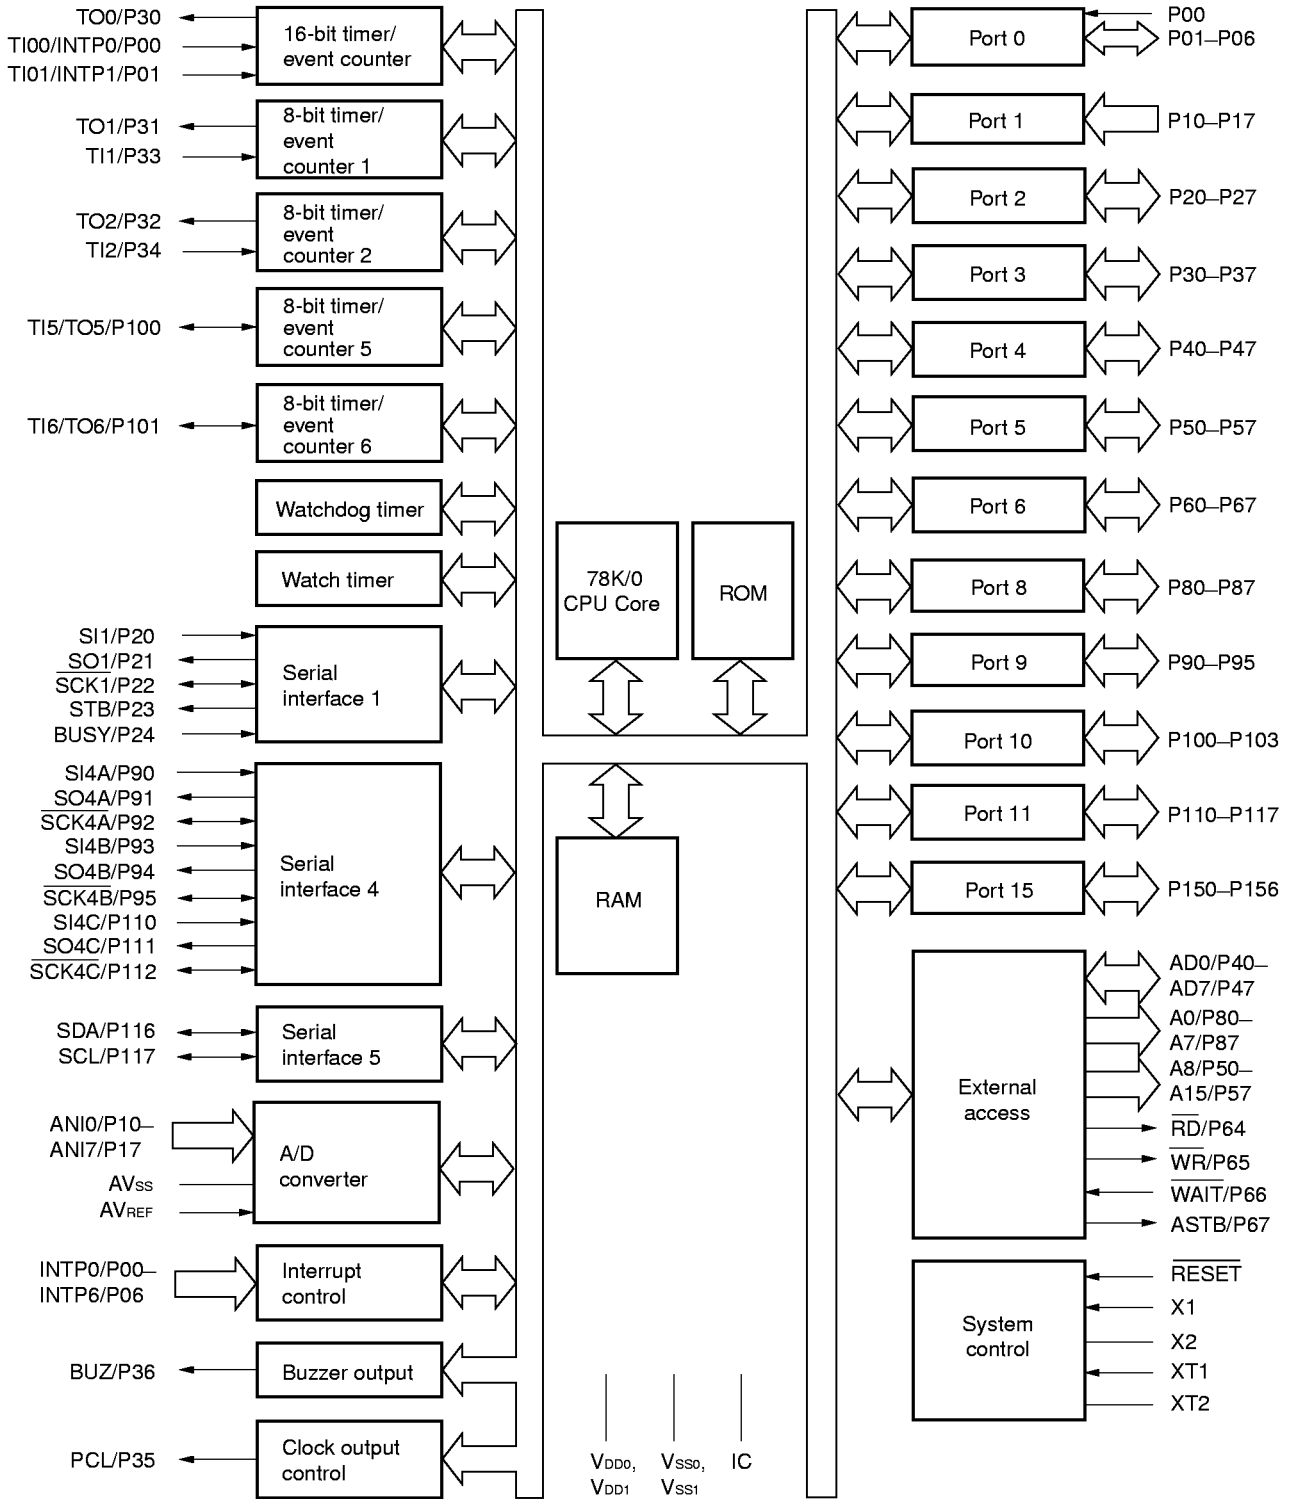 TO0/P30
TI00/INTP0/P00
TI01/INTP1/P01
16-bit timer/
event counter
TO1/P31
TI1/P33
8-bit timer/
event
counter 1
TO2/P32
TI2/P34
8-bit timer/
event
counter 2
TI5/TO5/P100
8-bit timer/
event
counter 5
TI6/TO6/P101
8-bit timer/
event
counter 6
Watchdog timer
Watch timer
SI1/P20
SO1/P21
SCK1/P22
STB/P23
BUSY/P24
Serial
interface 1
SI4A/P90
SO4A/P91
SCK4A/P92
SI4B/P93
SO4B/P94
SCK4B/P95
SI4C/P110
SO4C/P111
SCK4C/P112
Serial
interface 4
SDA/P116
SCL/P117
Serial
interface 5
ANI0/P10–
ANI7/P17
AVSS
AVREF
A/D
converter
INTP0/P00–
INTP6/P06
Interrupt
control
BUZ/P36
Buzzer output
PCL/P35
Clock output
control
78K/0
CPU Core
ROM
RAM
VDD0,
VDD1
VSS0,
VSS1
IC
Port 0
P00
P01–P06
Port 1
P10–P17
Port 2
P20–P27
Port 3
P30–P37
Port 4
P40–P47
Port 5
P50–P57
Port 6
P60–P67
Port 8
P80–P87
Port 9
P90–P95
Port 10
P100–P103
Port 11
P110–P117
Port 15
P150–P156
External
access
AD0/P40–
AD7/P47
A0/P80–
A7/P87
A8/P50–
A15/P57
RD/P64
WR/P65
WAIT/P66
ASTB/P67
System
control
RESET
X1
X2
XT1
XT2